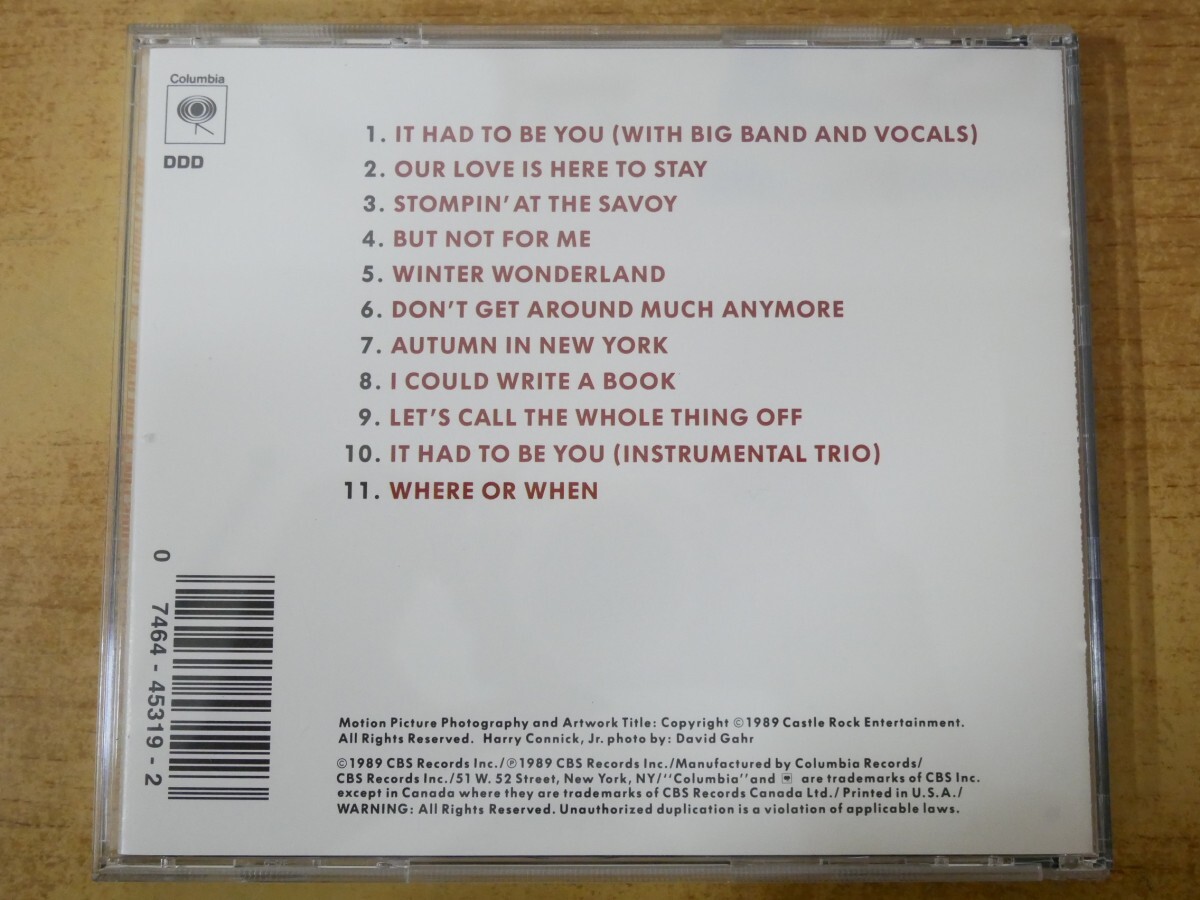 Columbia
DDD
1. IT HAD TO BE YOU (WITH BIG BAND AND VOCALS)
2. OUR LOVE IS HERE TO STAY
3. STOMPIN' AT THE SAVOY
4. BUT NOT FOR ME
5. WINTER WONDERLAND
6. DON'T GET AROUND MUCH ANYMORE
7. AUTUMN IN NEW YORK
8. I COULD WRITE A BOOK
9. LET'S CALL THE WHOLE THING OFF
10. IT HAD TO BE YOU (INSTRUMENTAL TRIO)
11. WHERE OR WHEN
0 7464-45319-2
Motion Picture Photography and Artwork Title: Copyright ©1989 Castle Rock Entertainment.
All Rights Reserved. Harry Connick, Jr. photo by: David Gahr
©1989 CBS Records Inc./℗1989 CBS Records Inc./Manufactured by Columbia Records/
CBS Records Inc./51 W. 52 Street, New York, NY/"Columbia" and are trademarks of CBS Inc.
except in Canada where they are trademarks of CBS Records Canada Ltd./Printed in U.S.A./
WARNING: All Rights Reserved. Unauthorized duplication is a violation of applicable laws.